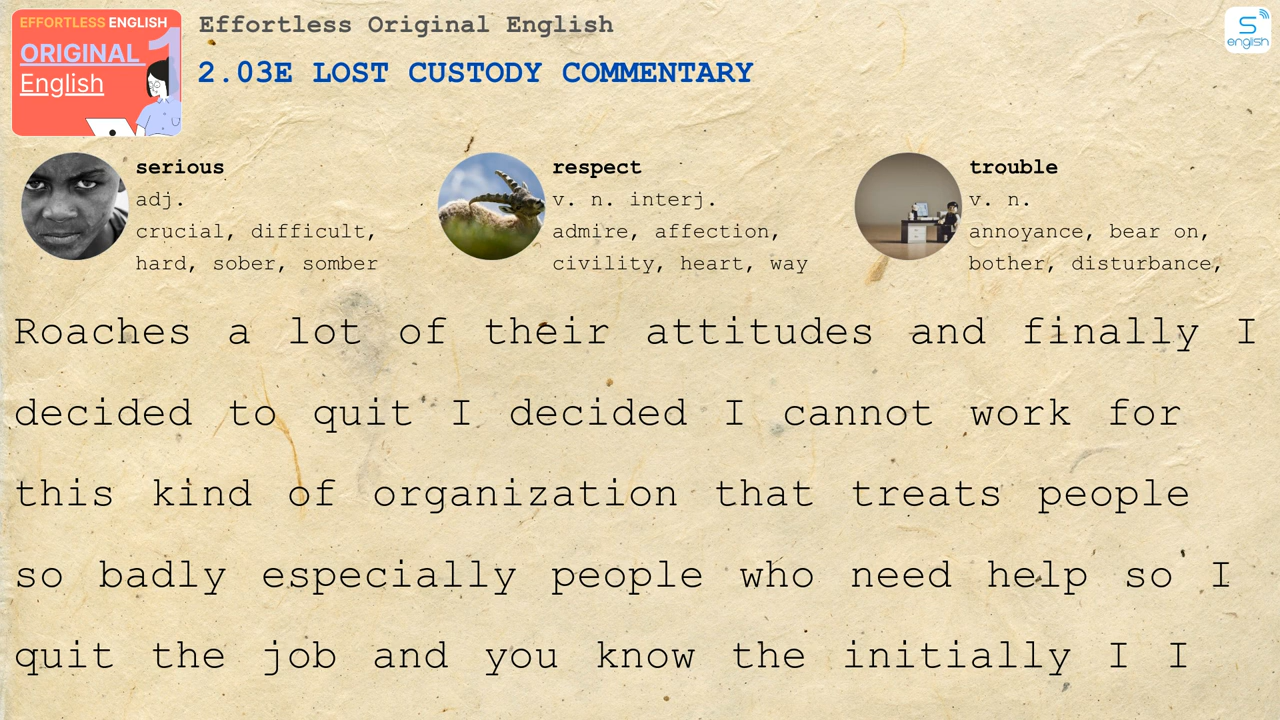 EFFORTLESS ENGLISH
ORIGINAL 1
English
Effortless Original English
2.03E LOST CUSTODY COMMENTARY
S
english
serious
adj.
crucial, difficult,
hard, sober, somber
respect
v. n. interj.
admire, affection,
civility, heart, way
trouble
v. n.
annoyance, bear on,
bother, disturbance,
Roaches a lot of their attitudes and finally I
decided to quit I decided I cannot work for
this kind of organization that treats people
so badly especially people who need help so I
quit the job and you know the initially I I